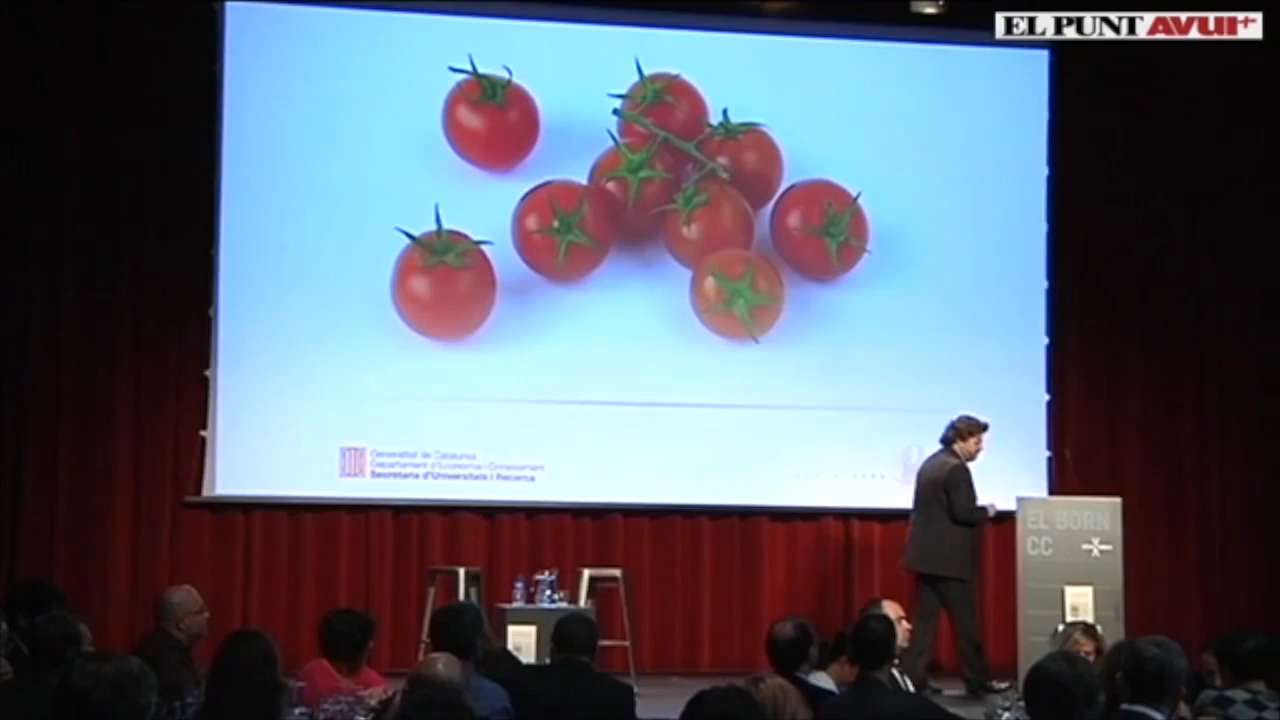 EL PUNT AVUI+
Generalitat de Catalunya
Departament d'Economia i Coneixement
Secretaria d'Universitats i Recerca
EL BORN
CC